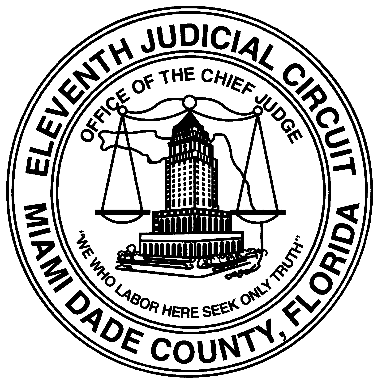 ELEVENTH JUDICIAL CIRCUIT
OFFICE OF THE CHIEF JUDGE
"WE WHO LABOR HERE SEEK ONLY TRUTH"
MIAMI DADE COUNTY, FLORIDA